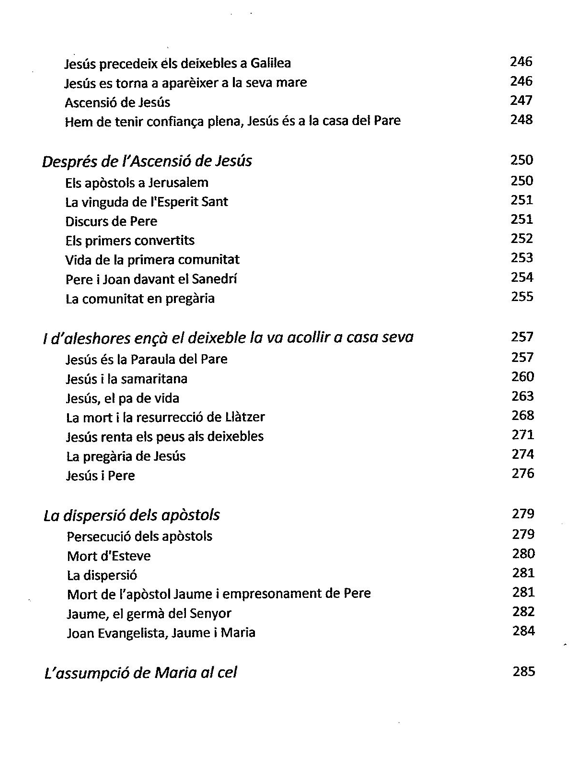 Jesús precedeix els deixebles a Galilea 246
Jesús es torna a aparèixer a la seva mare 246
Ascensió de Jesús 247
Hem de tenir confiança plena, Jesús és a la casa del Pare 248
Després de l'Ascensió de Jesús 250
Els apòstols a Jerusalem 250
La vinguda de l'Esperit Sant 251
Discurs de Pere 251
Els primers convertits 252
Vida de la primera comunitat 253
Pere i Joan davant el Sanedrí 254
La comunitat en pregària 255
I d'aleshores ençà el deixeble la va acollir a casa seva 257
Jesús és la Paraula del Pare 257
Jesús i la samaritana 260
Jesús, el pa de vida 263
La mort i la resurrecció de Llàtzer 268
Jesús renta els peus als deixebles 271
La pregària de Jesús 274
Jesús i Pere 276
La dispersió dels apòstols 279
Persecució dels apòstols 279
Mort d'Esteve 280
La dispersió 281
Mort de l'apòstol Jaume i empresonament de Pere 281
Jaume, el germà del Senyor 282
Joan Evangelista, Jaume i Maria 284
L'assumpció de Maria al cel 285